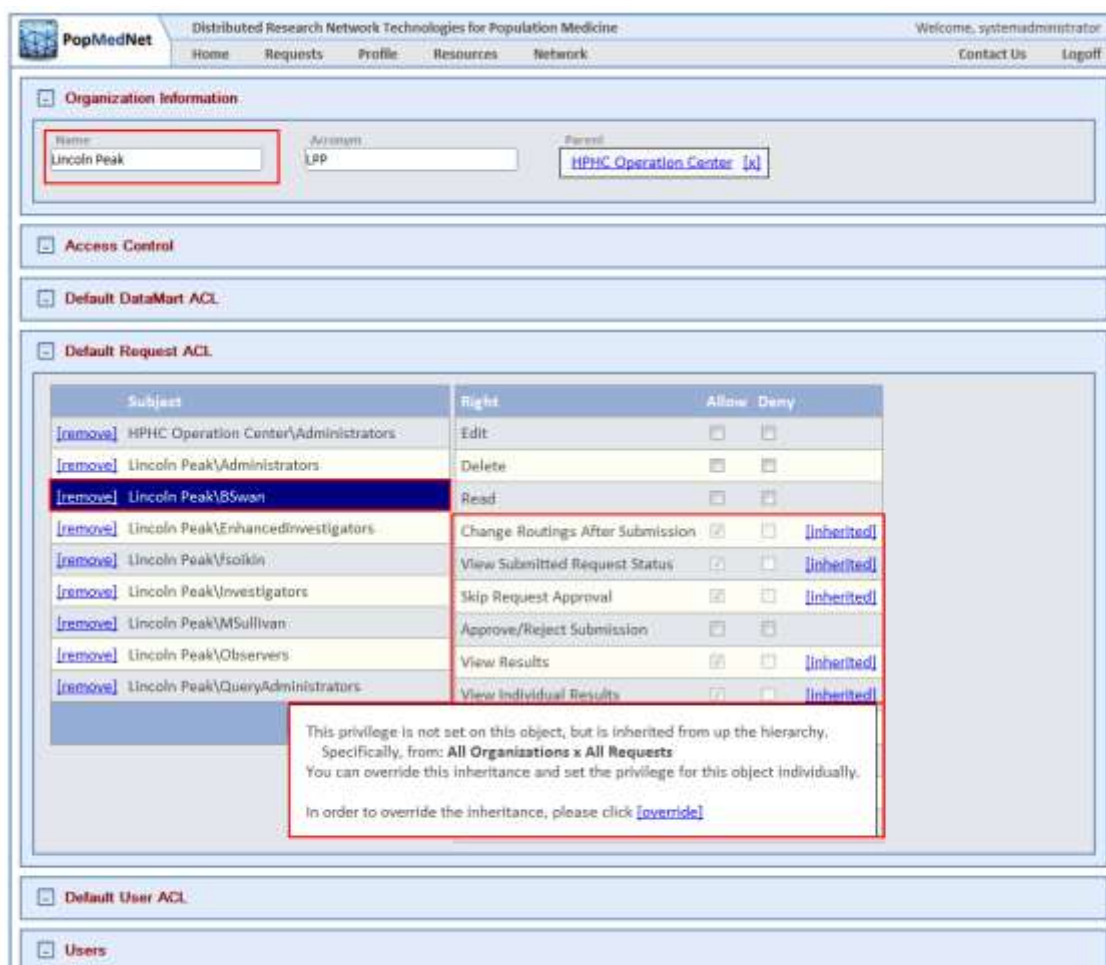 PopMedNet
Distributed Research Network Technologies for Population Medicine
Welcome, systemadministrator
Home Requests Profile Resources Network
Contact Us Logoff
Organization Information
Name
Lincoln Peak
Acronym
LPP
Parent
HPHC Operation Center [x]
Access Control
Default DataMart ACL
Default Request ACL
Subject Right Allow Deny
[remove] HPHC Operation Center\Administrators Edit
[remove] Lincoln Peak\Administrators Delete
[remove] Lincoln Peak\BSwan Read
[remove] Lincoln Peak\EnhancedInvestigators Change Routings After Submission [inherited]
[remove] Lincoln Peak\fsoikin View Submitted Request Status [inherited]
[remove] Lincoln Peak\Investigators Skip Request Approval [inherited]
[remove] Lincoln Peak\MSullivan Approve/Reject Submission
[remove] Lincoln Peak\Observers View Results [inherited]
[remove] Lincoln Peak\QueryAdministrators View Individual Results [inherited]
This privilege is not set on this object, but is inherited from up the hierarchy.
Specifically, from: All Organizations x All Requests
You can override this inheritance and set the privilege for this object individually.
In order to override the inheritance, please click [override]
Default User ACL
Users